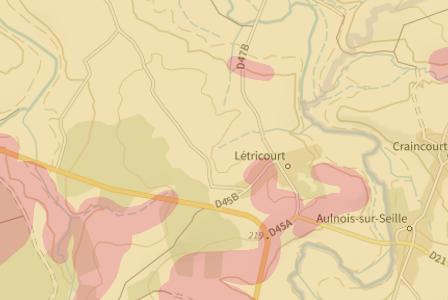 D47B
Létricourt
Craincourt
D45B
Aulnois-sur-Seille
219
D45A
D21